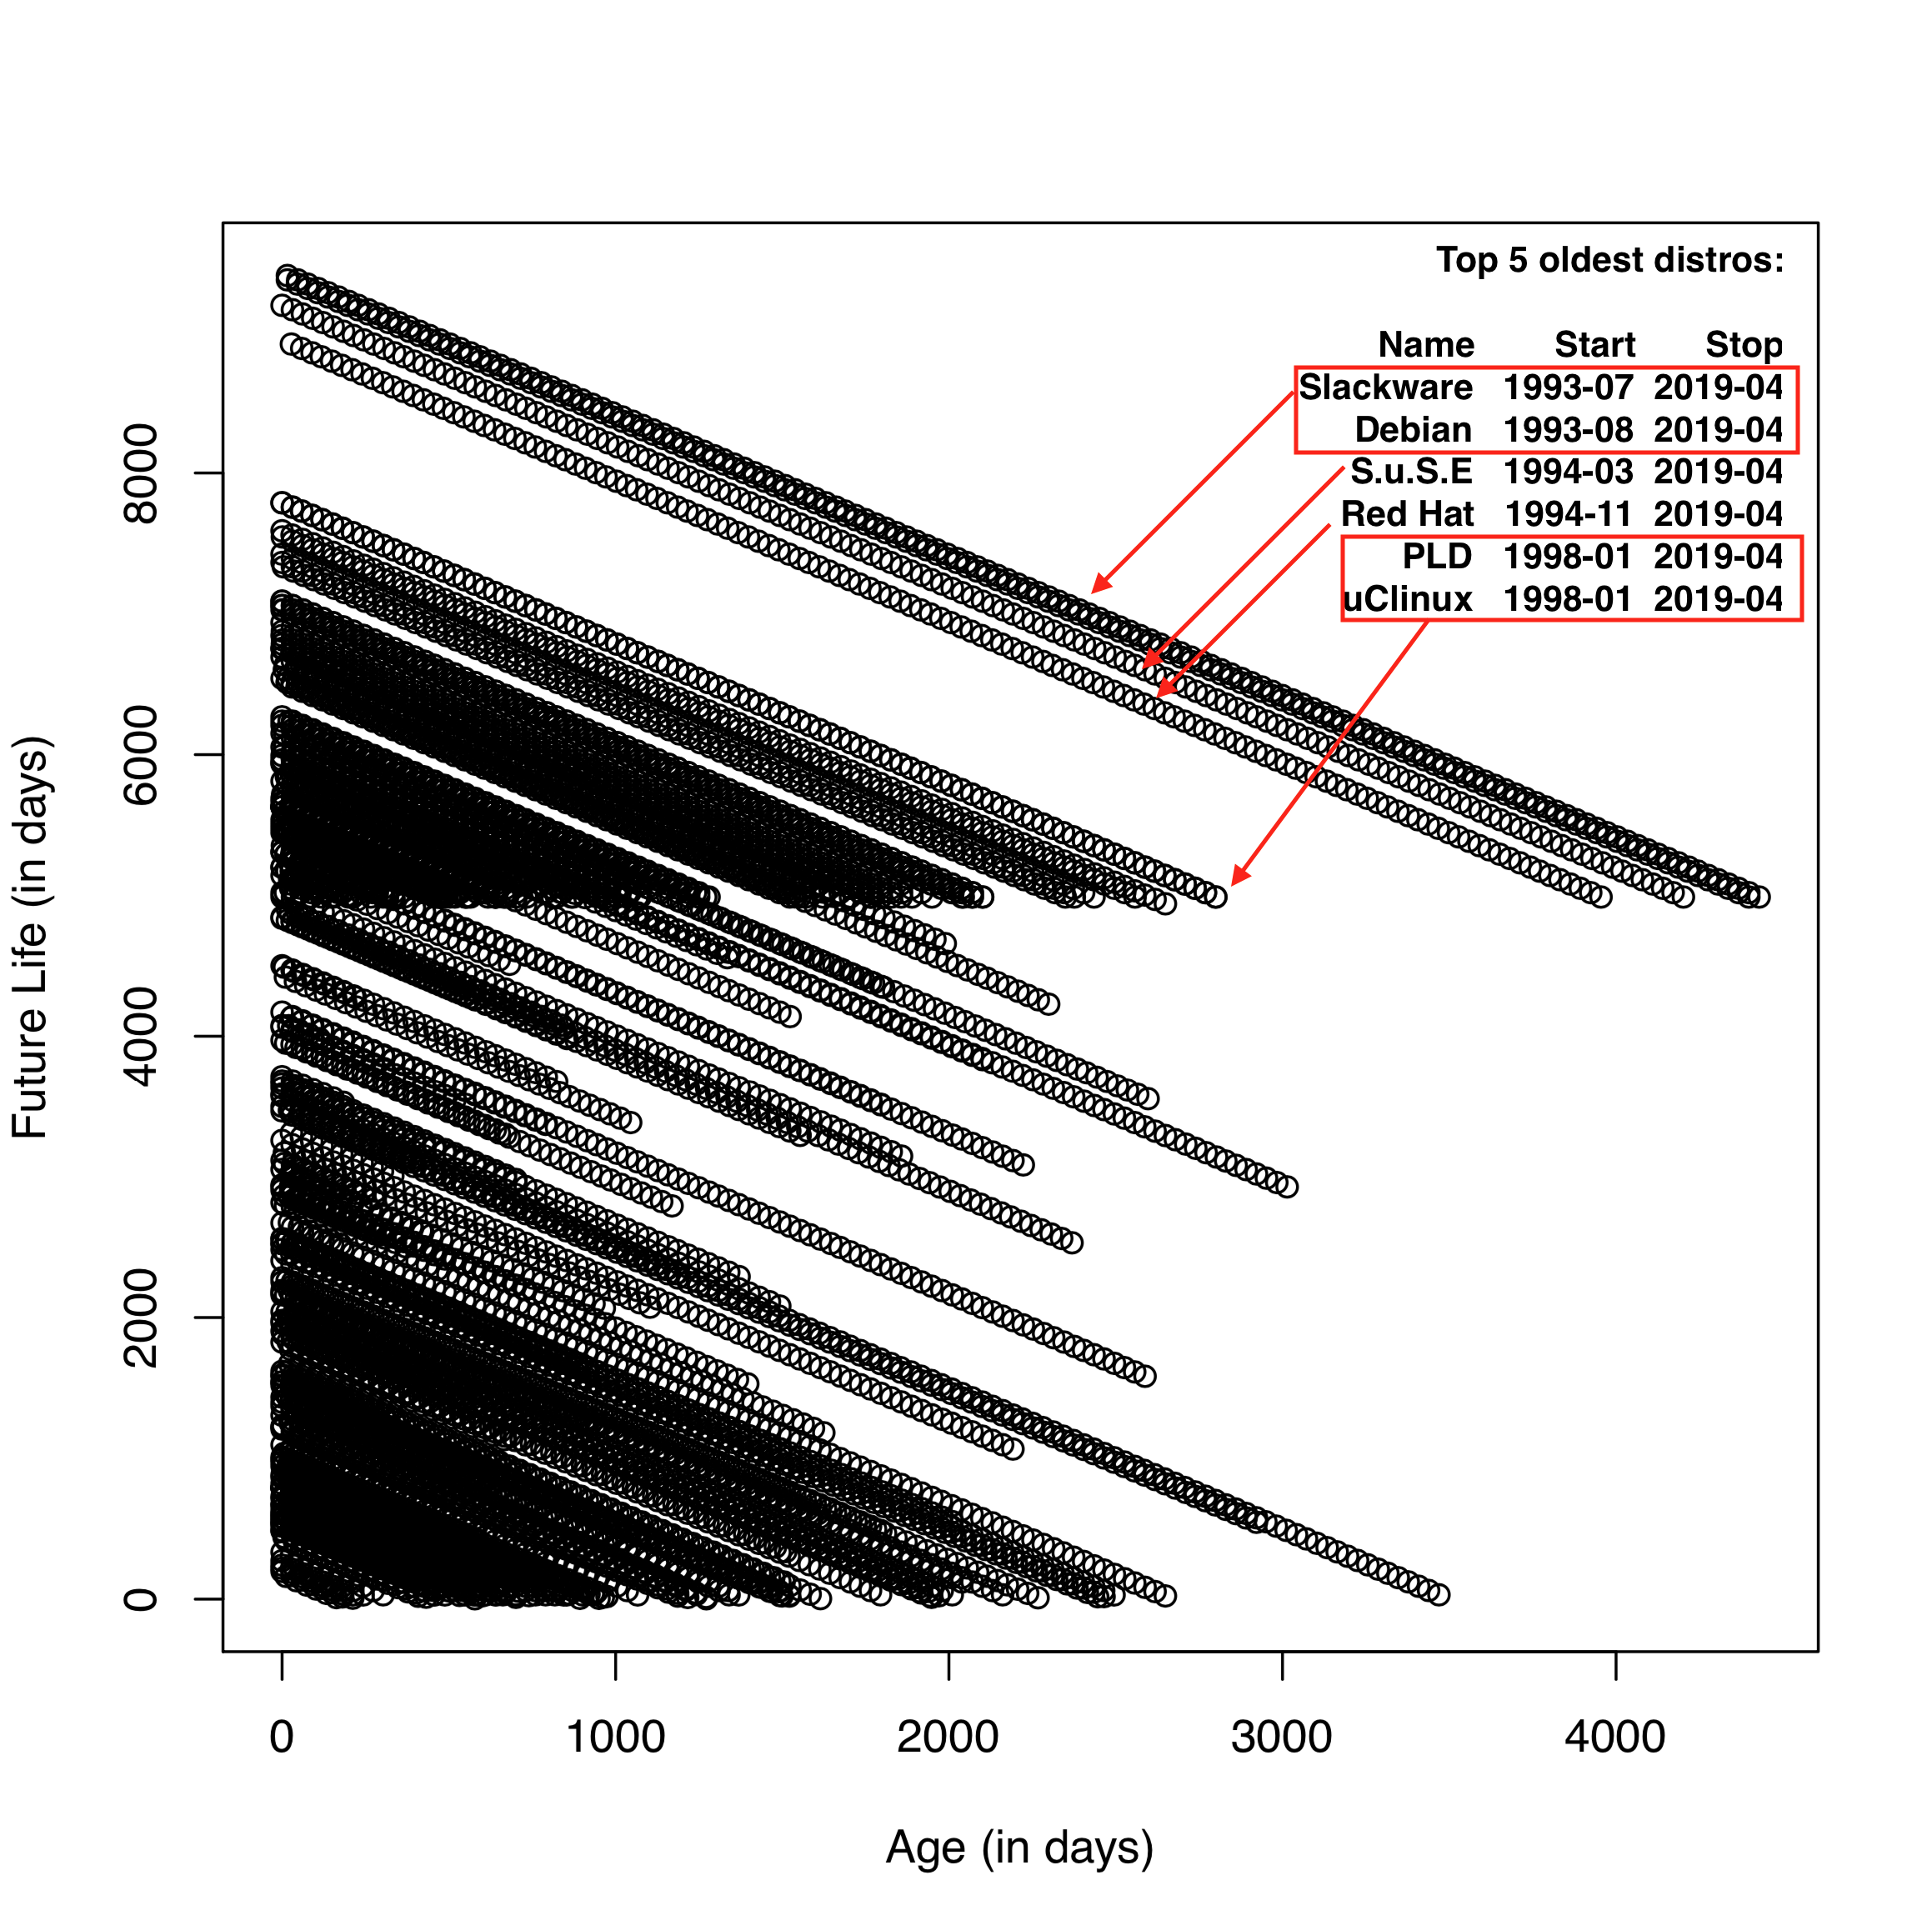 Top 5 oldest distros:
Name Start Stop
Slackware 1993-07 2019-04
Debian 1993-08 2019-04
S.u.S.E 1994-03 2019-04
Red Hat 1994-11 2019-04
PLD 1998-01 2019-04
uClinux 1998-01 2019-04
Future Life (in days)
8000
6000
4000
2000
0
0 1000 2000 3000 4000
Age (in days)